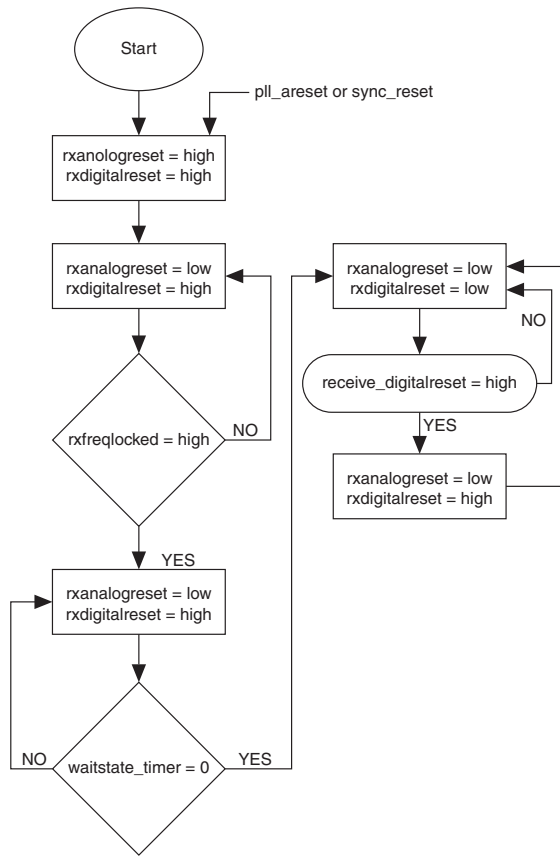 Start
pll_areset or sync_reset
rxanologreset = high
rxdigitalreset = high
rxanalogreset = low
rxdigitalreset = high
rxfreqlocked = high
NO
YES
rxanalogreset = low
rxdigitalreset = high
waitstate_timer = 0
NO
YES
rxanalogreset = low
rxdigitalreset = low
NO
receive_digitalreset = high
YES
rxanalogreset = low
rxdigitalreset = high